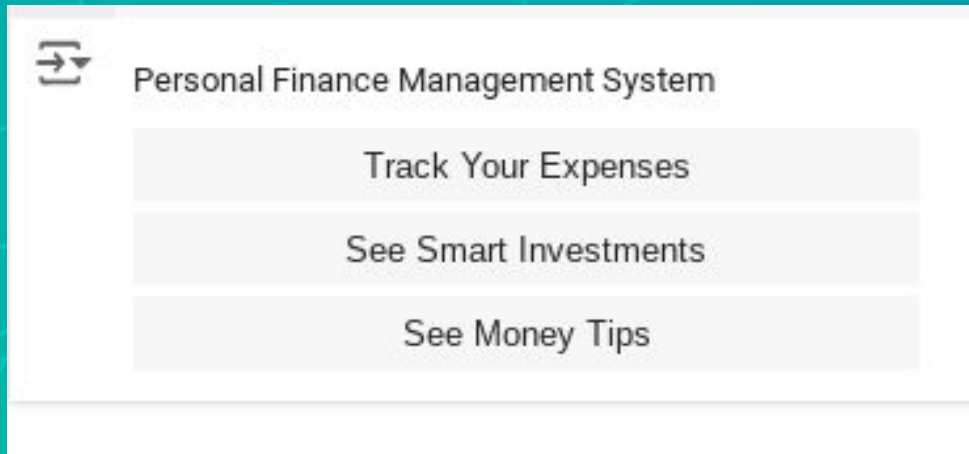 Personal Finance Management System
Track Your Expenses
See Smart Investments
See Money Tips